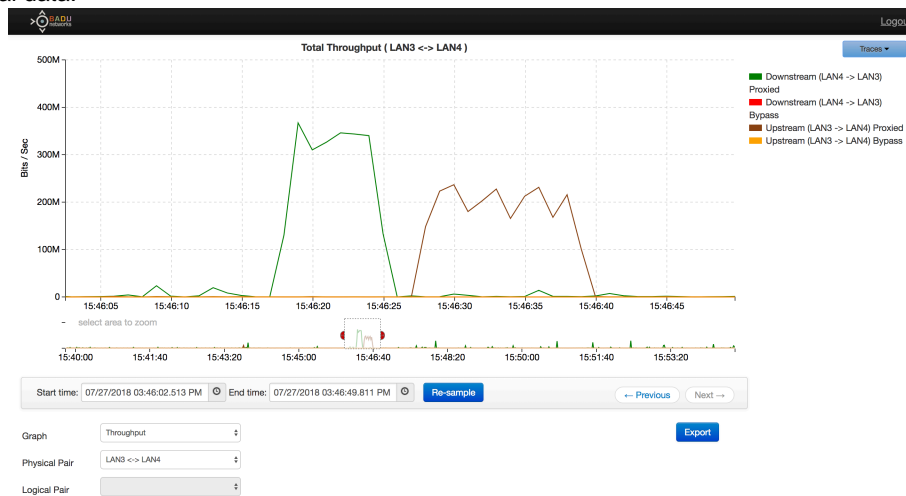 BADU
networks
Logou
Total Throughput ( LAN3 <-> LAN4 )
Traces
500M
400M
300M
200M
100M
0
Bits / Sec
Downstream (LAN4 -> LAN3)
Proxied
Downstream (LAN4 -> LAN3)
Bypass
Upstream (LAN3 -> LAN4) Proxied
Upstream (LAN3 -> LAN4) Bypass
15:46:05 15:46:10 15:46:15 15:46:20 15:46:25 15:46:30 15:46:35 15:46:40 15:46:45
- select area to zoom
15:40:00 15:41:40 15:43:20 15:45:00 15:46:40 15:48:20 15:50:00 15:51:40 15:53:20
Start time: 07/27/2018 03:46:02.513 PM End time: 07/27/2018 03:46:49.811 PM Re-sample ← Previous Next →
Graph Throughput Export
Physical Pair LAN3 <-> LAN4
Logical Pair